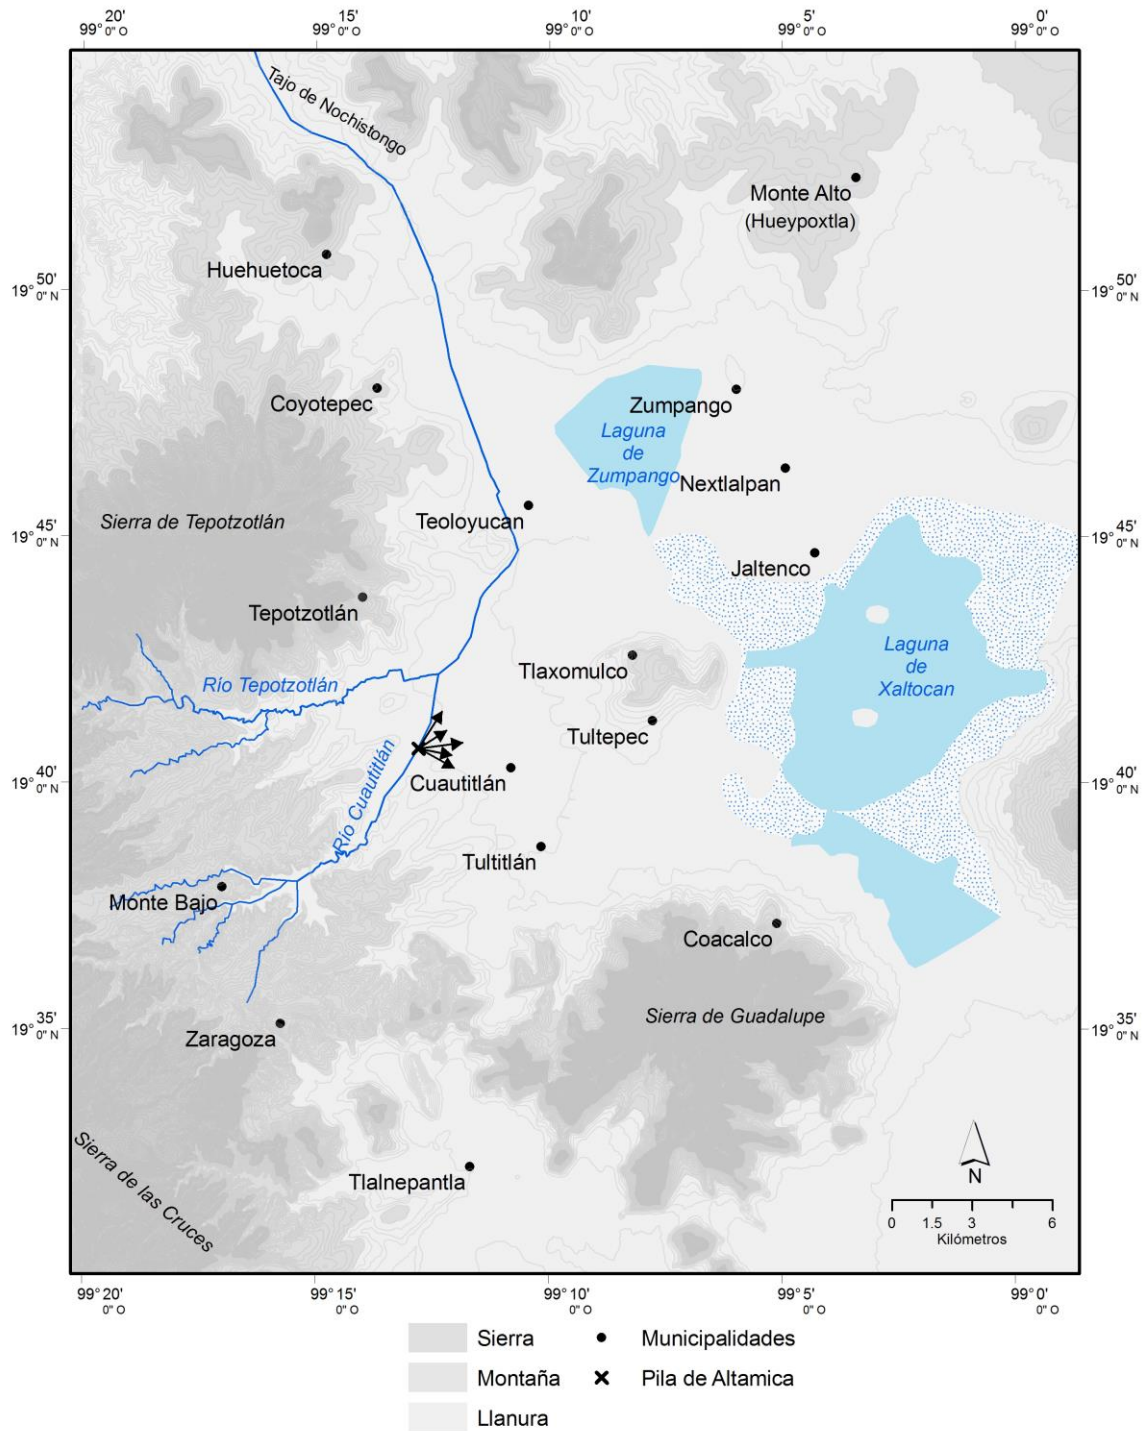 20'
99° 0" O
15'
99° 0" O
10'
99° 0" O
5'
99° 0" O
0'
99° 0" O
Tajo de Nochistongo
Monte Alto
(Hueypoxtla)
Huehuetoca
50'
19° 0" N
50'
19° 0" N
Coyotepec
Zumpango
Laguna
de
Zumpango
Nextlalpan
Sierra de Tepotzotlán
Teoloyucan
45'
19° 0" N
45'
19° 0" N
Jaltenco
Tepotzotlán
Laguna
de
Xaltocan
Tlaxomulco
Río Tepotzotlán
Tultepec
Río Cuautitlán
Cuautitlán
40'
19° 0" N
40'
19° 0" N
Tultitlán
Monte Bajo
Coacalco
Sierra de Guadalupe
35'
19° 0" N
35'
19° 0" N
Zaragoza
Sierra de las Cruces
Tlalnepantla
N
0 1.5 3 6
Kilómetros
99° 20'
0" O
99° 15'
0" O
99° 10'
0" O
99° 5'
0" O
99° 0'
0" O
Sierra
Municipalidades
Montaña
Pila de Altamica
Llanura